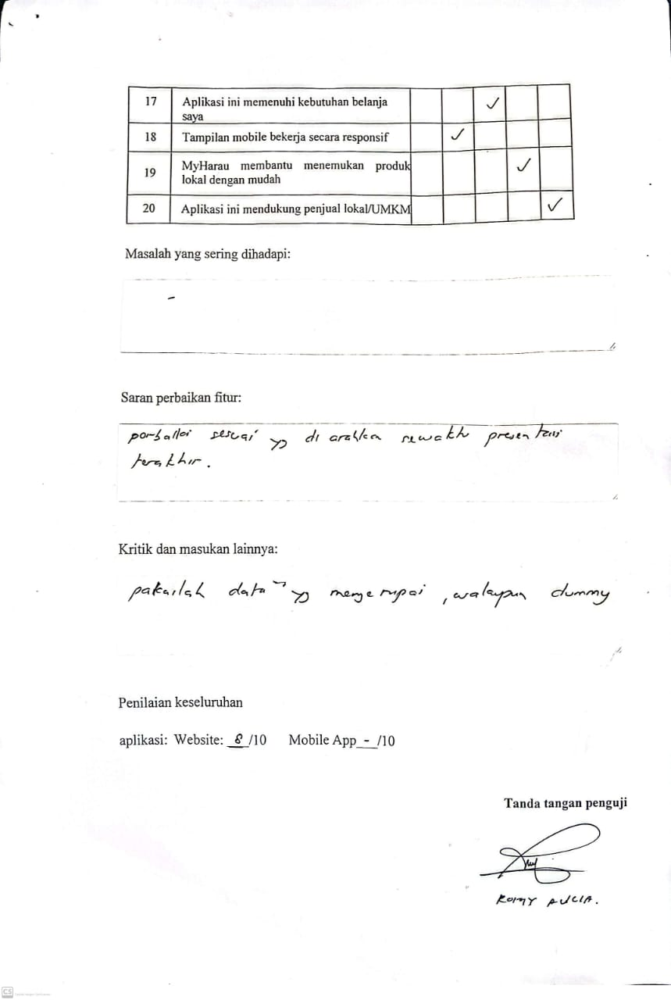 17 Aplikasi ini memenuhi kebutuhan belanja ✓
saya
18 Tampilan mobile bekerja secara responsif ✓
19 MyHarau membantu menemukan produk ✓
lokal dengan mudah
20 Aplikasi ini mendukung penjual lokal/UMKM ✓
Masalah yang sering dihadapi:
-
Saran perbaikan fitur:
sesuai yg di arahkan sewaktu presentasi
terakhir.
Kritik dan masukan lainnya:
pakailah data" yg menyerupai, walaupun dummy
Penilaian keseluruhan
aplikasi: Website: 8 /10 Mobile App - /10
Tanda tangan penguji
ROMY AULIA.
CS